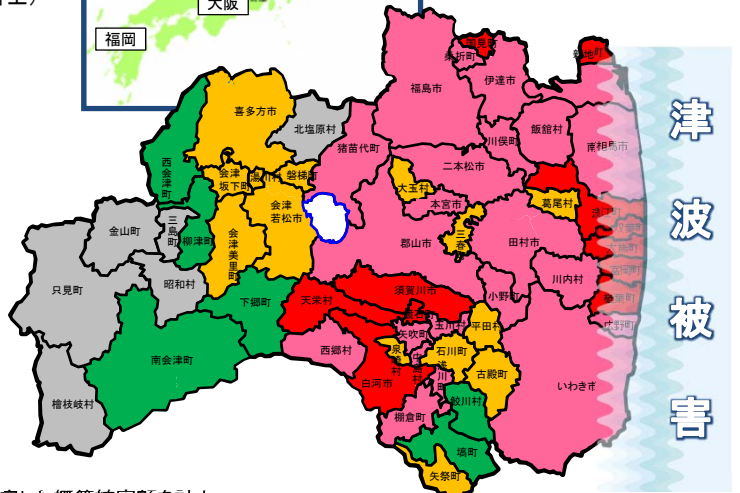 大阪
福岡
国見町
桑折町
新地町
福島市
伊達市
喜多方市
北塩原村
猪苗代町
川俣町
飯舘村
南相馬市
西会津町
会津坂下町
湯川村
磐梯町
二本松市
大玉村
本宮市
葛尾村
会津若松市
三島町
金山町
柳津町
会津美里町
郡山市
三春
田村市
只見町
昭和村
下郷町
天栄村
須賀川市
小野町
川内村
矢吹町
玉川村
平田村
西郷村
石川町
古殿町
いわき市
南会津町
白河市
檜枝岐村
棚倉町
鮫川村
塙町
矢祭町
津波被害